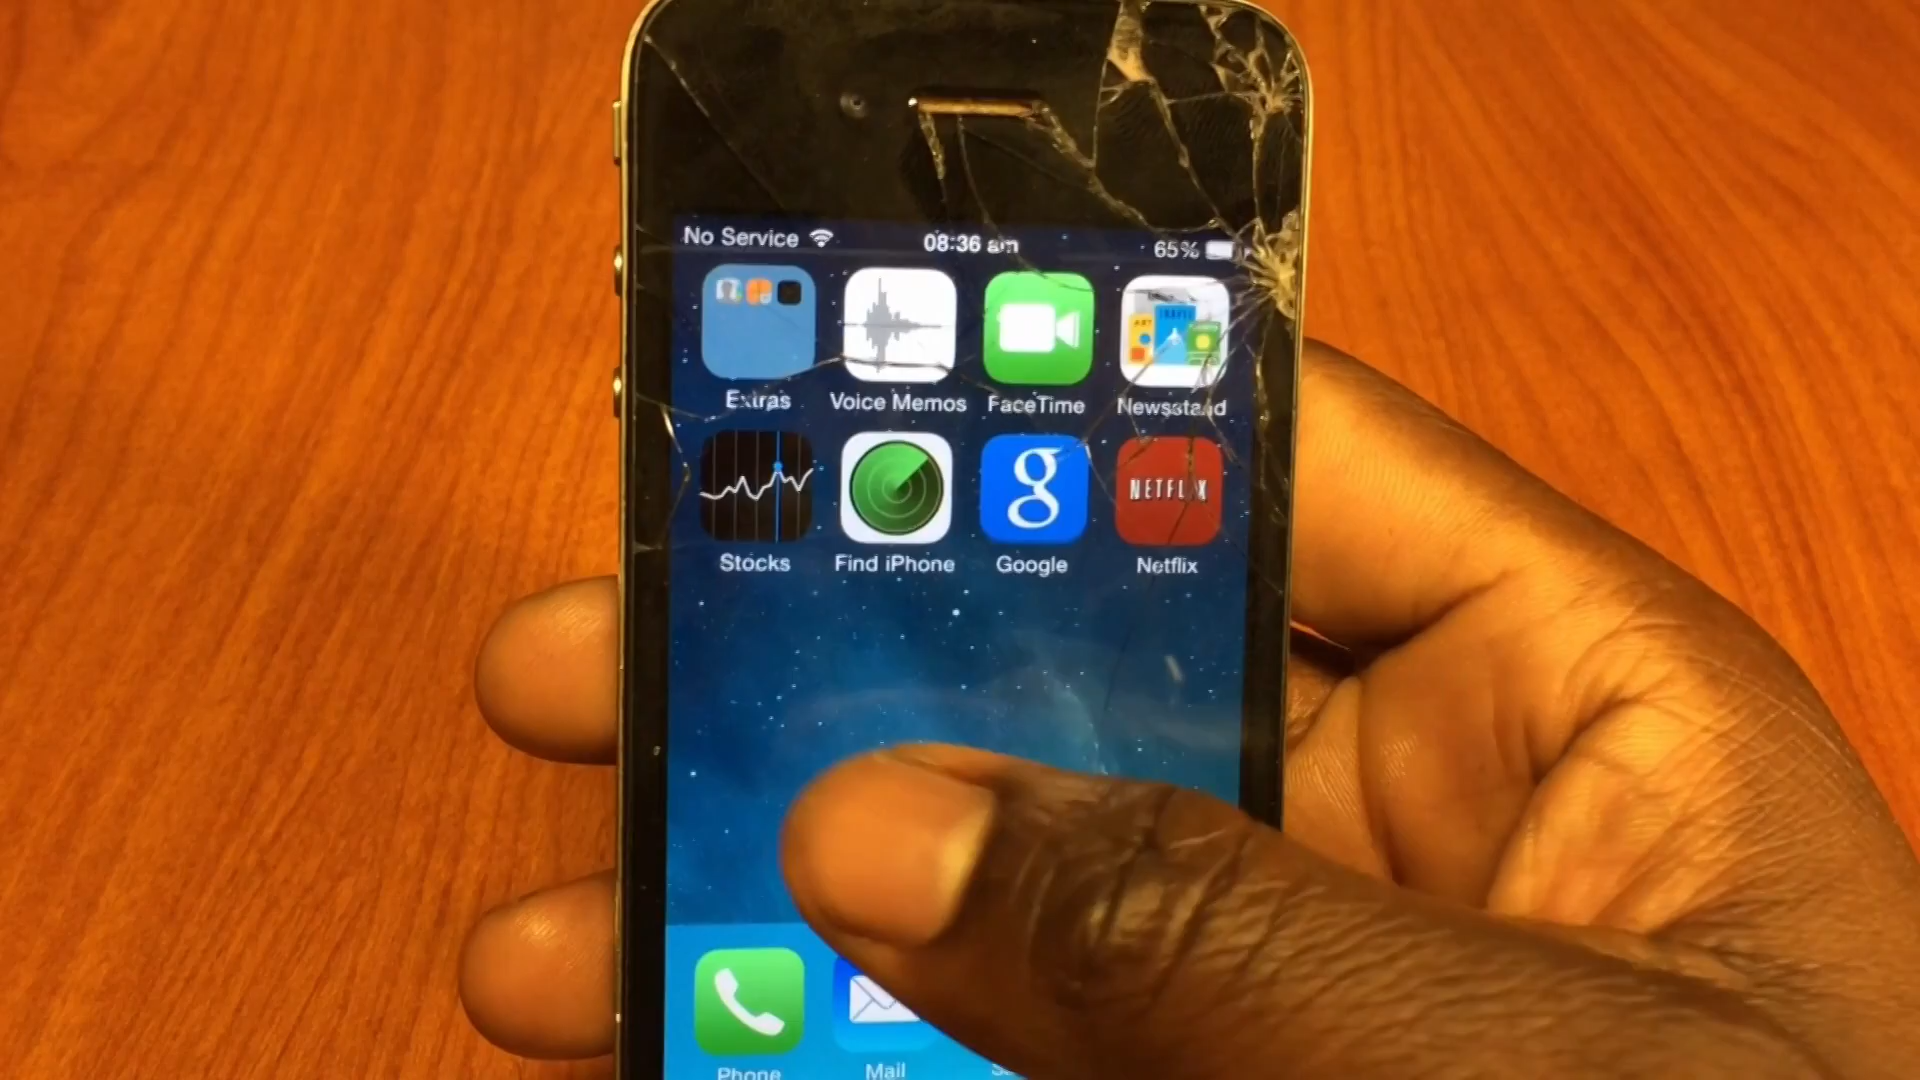 No Service 08:36 am 65%
Extras Voice Memos FaceTime Newsstand
NETFLIX
Stocks Find iPhone Google Netflix
Phone Mail